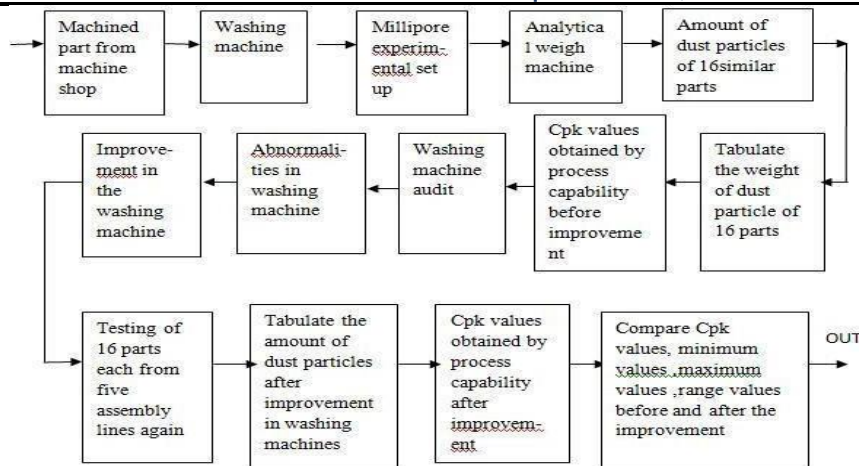 Machined
part from
machine
shop
Washing
machine
Millipore
experim-
ental set
up
Analytica
l weigh
machine
Amount of
dust particles
of 16similar
parts
Tabulate
the weight
of dust
particle of
16 parts
Cpk values
obtained by
process
capability
before
improveme
nt
Washing
machine
audit
Abnormali-
ties in
washing
machine
Improve-
ment in
the
washing
machine
Testing of
16 parts
each from
five
assembly
lines again
Tabulate the
amount of
dust particles
after
improvement
in washing
machines
Cpk values
obtained by
process
capability
after
improvem-
ent
Compare Cpk
values, minimum
values ,maximum
values ,range values
before and after the
improvement
OUT